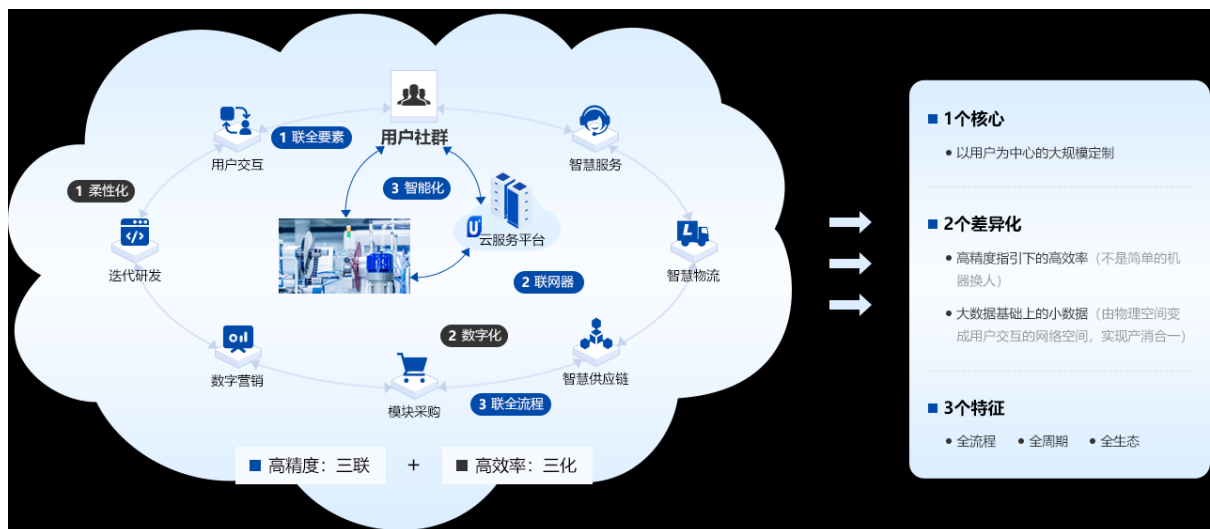 用户社群
用户交互
1 联全要素
智慧服务
1 柔性化
3 智能化
U+
云服务平台
迭代研发
智慧物流
2 联网器
2 数字化
数字营销
智慧供应链
模块采购
3 联全流程
高精度：三联
+
高效率：三化
1个核心
以用户为中心的大规模定制
2个差异化
高精度指引下的高效率（不是简单的机
器换人）
大数据基础上的小数据（由物理空间变
成用户交互的网络空间，实现产消合一）
3个特征
全流程 全周期 全生态